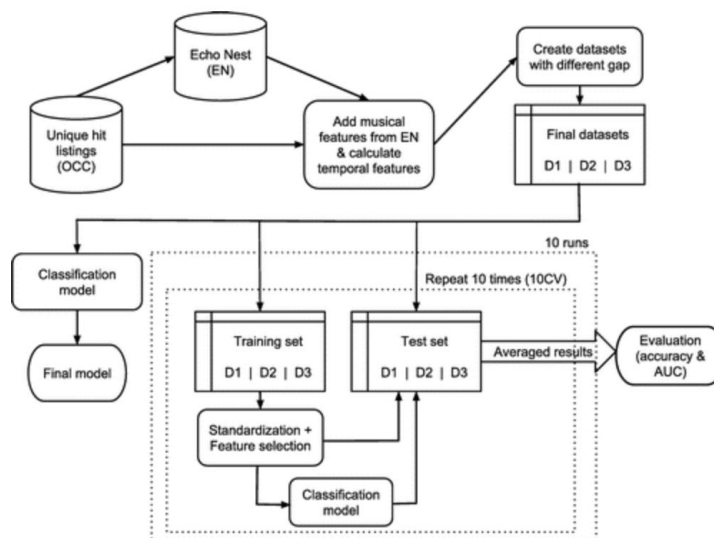 Echo Nest
(EN)
Create datasets
with different gap
Unique hit
listings
(OCC)
Add musical
features from EN
& calculate
temporal features
Final datasets
D1 | D2 | D3
10 runs
Classification
model
Repeat 10 times (10CV)
Training set
D1 | D2 | D3
Test set
D1 | D2 | D3
Averaged results
Evaluation
(accuracy &
AUC)
Final model
Standardization +
Feature selection
Classification
model